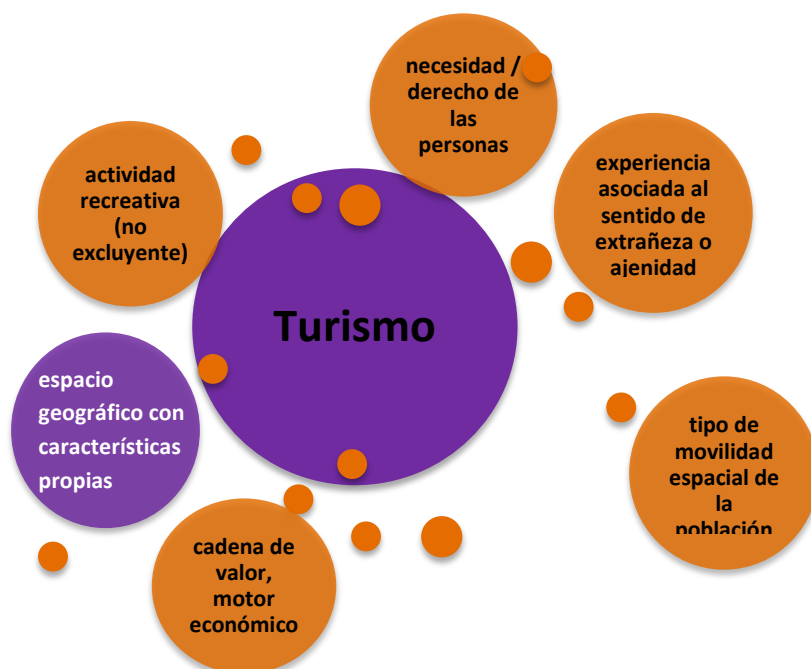 necesidad /
derecho de
las
personas
experiencia
asociada al
sentido de
extrañeza o
ajenidad
actividad
recreativa
(no
excluyente)
Turismo
espacio
geográfico con
características
propias
tipo de
movilidad
espacial de
la
población
cadena de
valor,
motor
económico